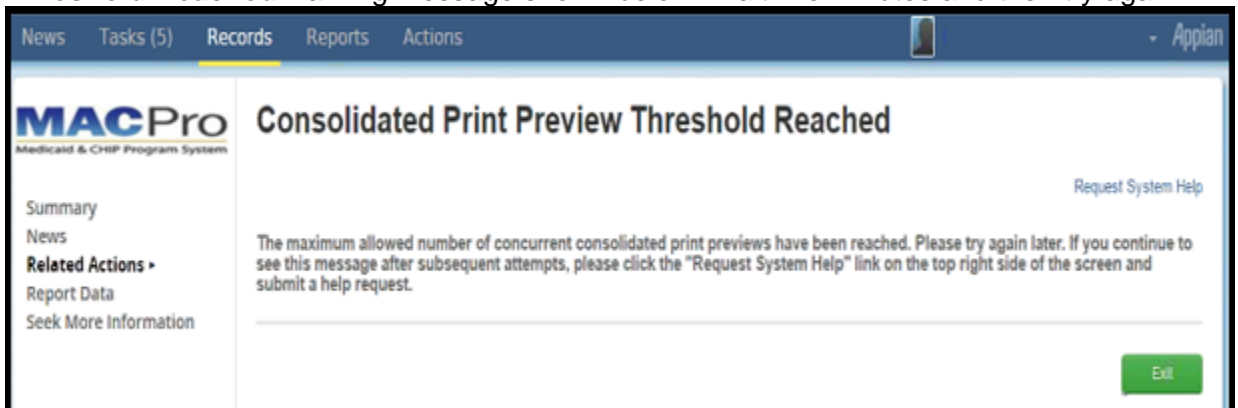 News Tasks (5) Records Reports Actions Appian
MACPro
Medicaid & CHIP Program System
Consolidated Print Preview Threshold Reached
Request System Help
Summary
News
Related Actions
Report Data
Seek More Information
The maximum allowed number of concurrent consolidated print previews have been reached. Please try again later. If you continue to
see this message after subsequent attempts, please click the "Request System Help" link on the top right side of the screen and
submit a help request.
Exit